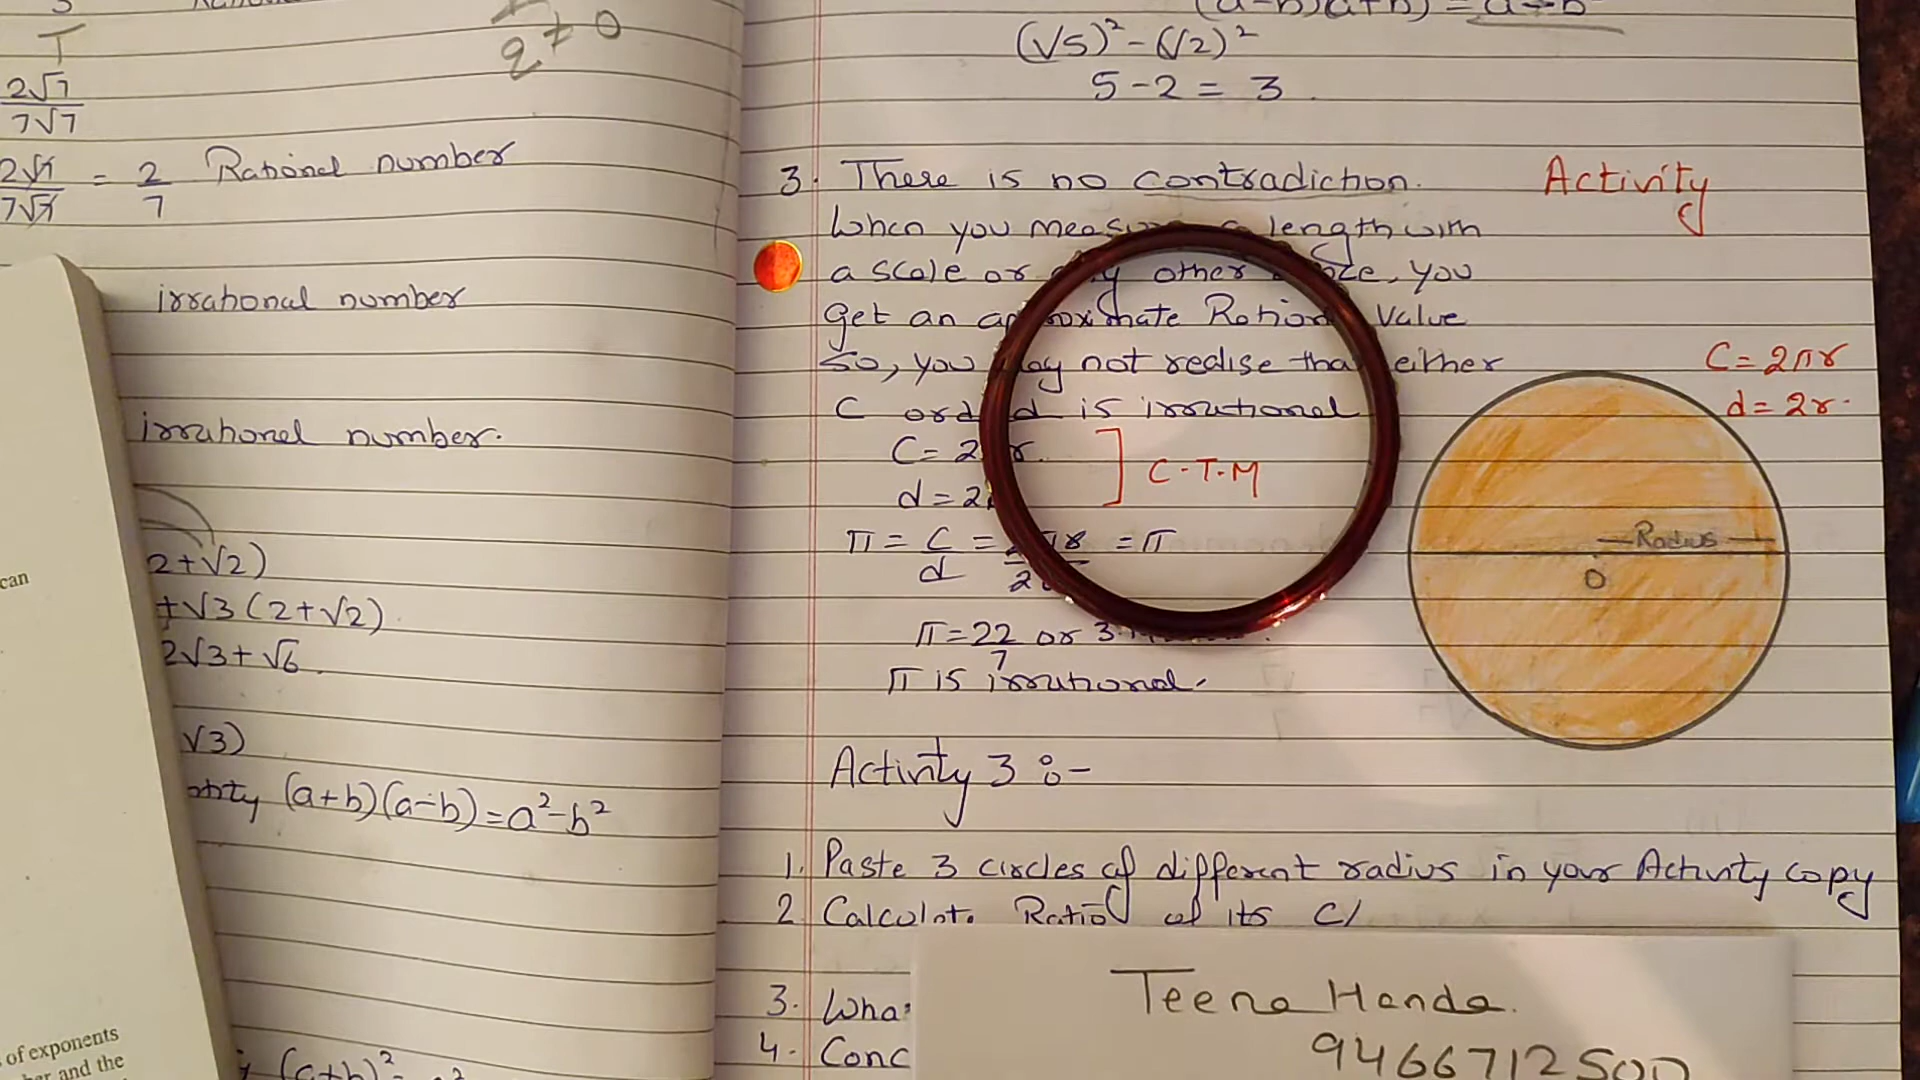 2√7
7√7
2√7 = 2 Rational number
7√7 7
irrational number
irrational number.
2+√2)
+√3(2+√2)
2√3+√6
√3)
(a+b)(a-b)=a²-b²
can
of exponents
and the
q ≠ 0
(√5)²-(√2)²
5-2= 3
3. There is no contradiction. Activity
When you length with
a scale or other you
Get an Value
So, you not realise either
C or d d is irrational
C= 2 r.
d= 2
] C.T.M
π = C = = π
d 2
π=22 or 3.
7
π is irrational.
C=2πr
d=2r.
Radius
O
Activity 3 :-
1. Paste 3 circles of different radius in your Activity copy
2 Calculate Ratio of its C/
3.
4.
Teena Handa.
9466712500